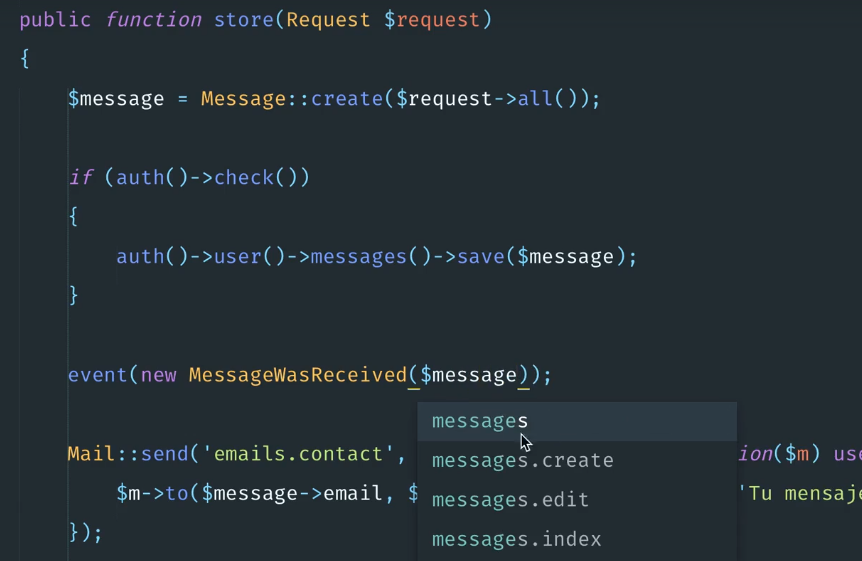 public function store(Request $request)
{
$message = Message::create($request->all());
if (auth()->check())
{
auth()->user()->messages()->save($message);
}
event(new MessageWasReceived($message));
messages
Mail::send('emails.contact', ion($m) use
messages.create
$m->to($message->email, $ 'Tu mensaje
messages.edit
});
messages.index